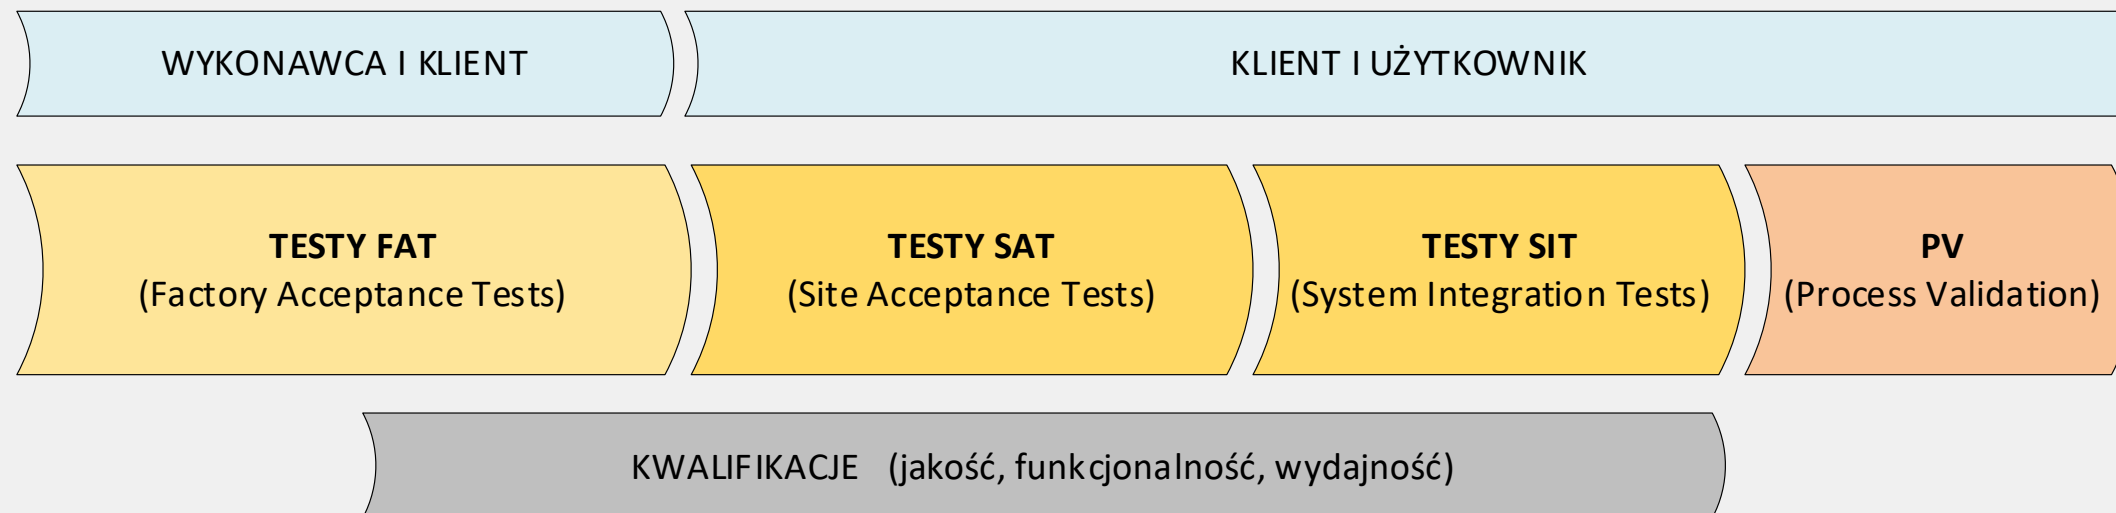 WYKONAWCA I KLIENT
KLIENT I UŻYTKOWNIK
TESTY FAT
(Factory Acceptance Tests)
TESTY SAT
(Site Acceptance Tests)
TESTY SIT
(System Integration Tests)
PV
(Process Validation)
KWALIFIKACJE (jakość, funkcjonalność, wydajność)